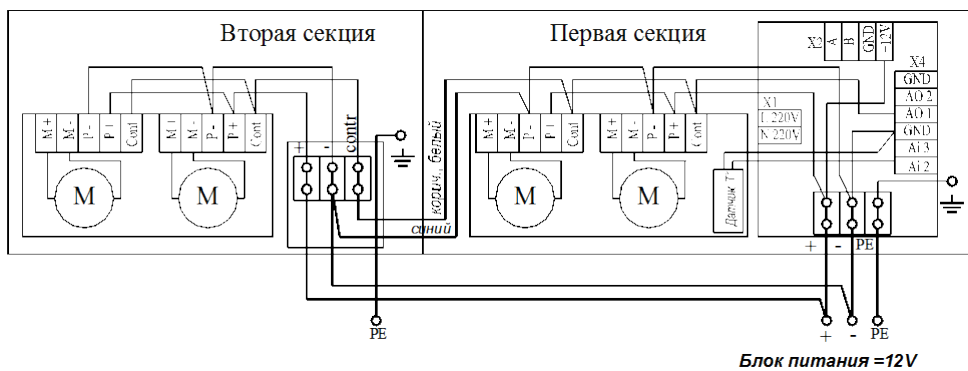 Вторая секция
Первая секция
X2
A
B
GND
+12V
X4
GND
AO 2
AO 1
GND
Ai 3
Ai 2
X1
L 220V
N 220V
M+
M-
P-
P+
Cont
M+
M-
P-
P+
Cont
M
M
+
-
contr
корич., белый
синий
M+
M-
P-
P+
Cont
M+
M-
P-
P+
Cont
M
M
Датчик T°
+
-
PE
PE
+
-
PE
Блок питания =12V